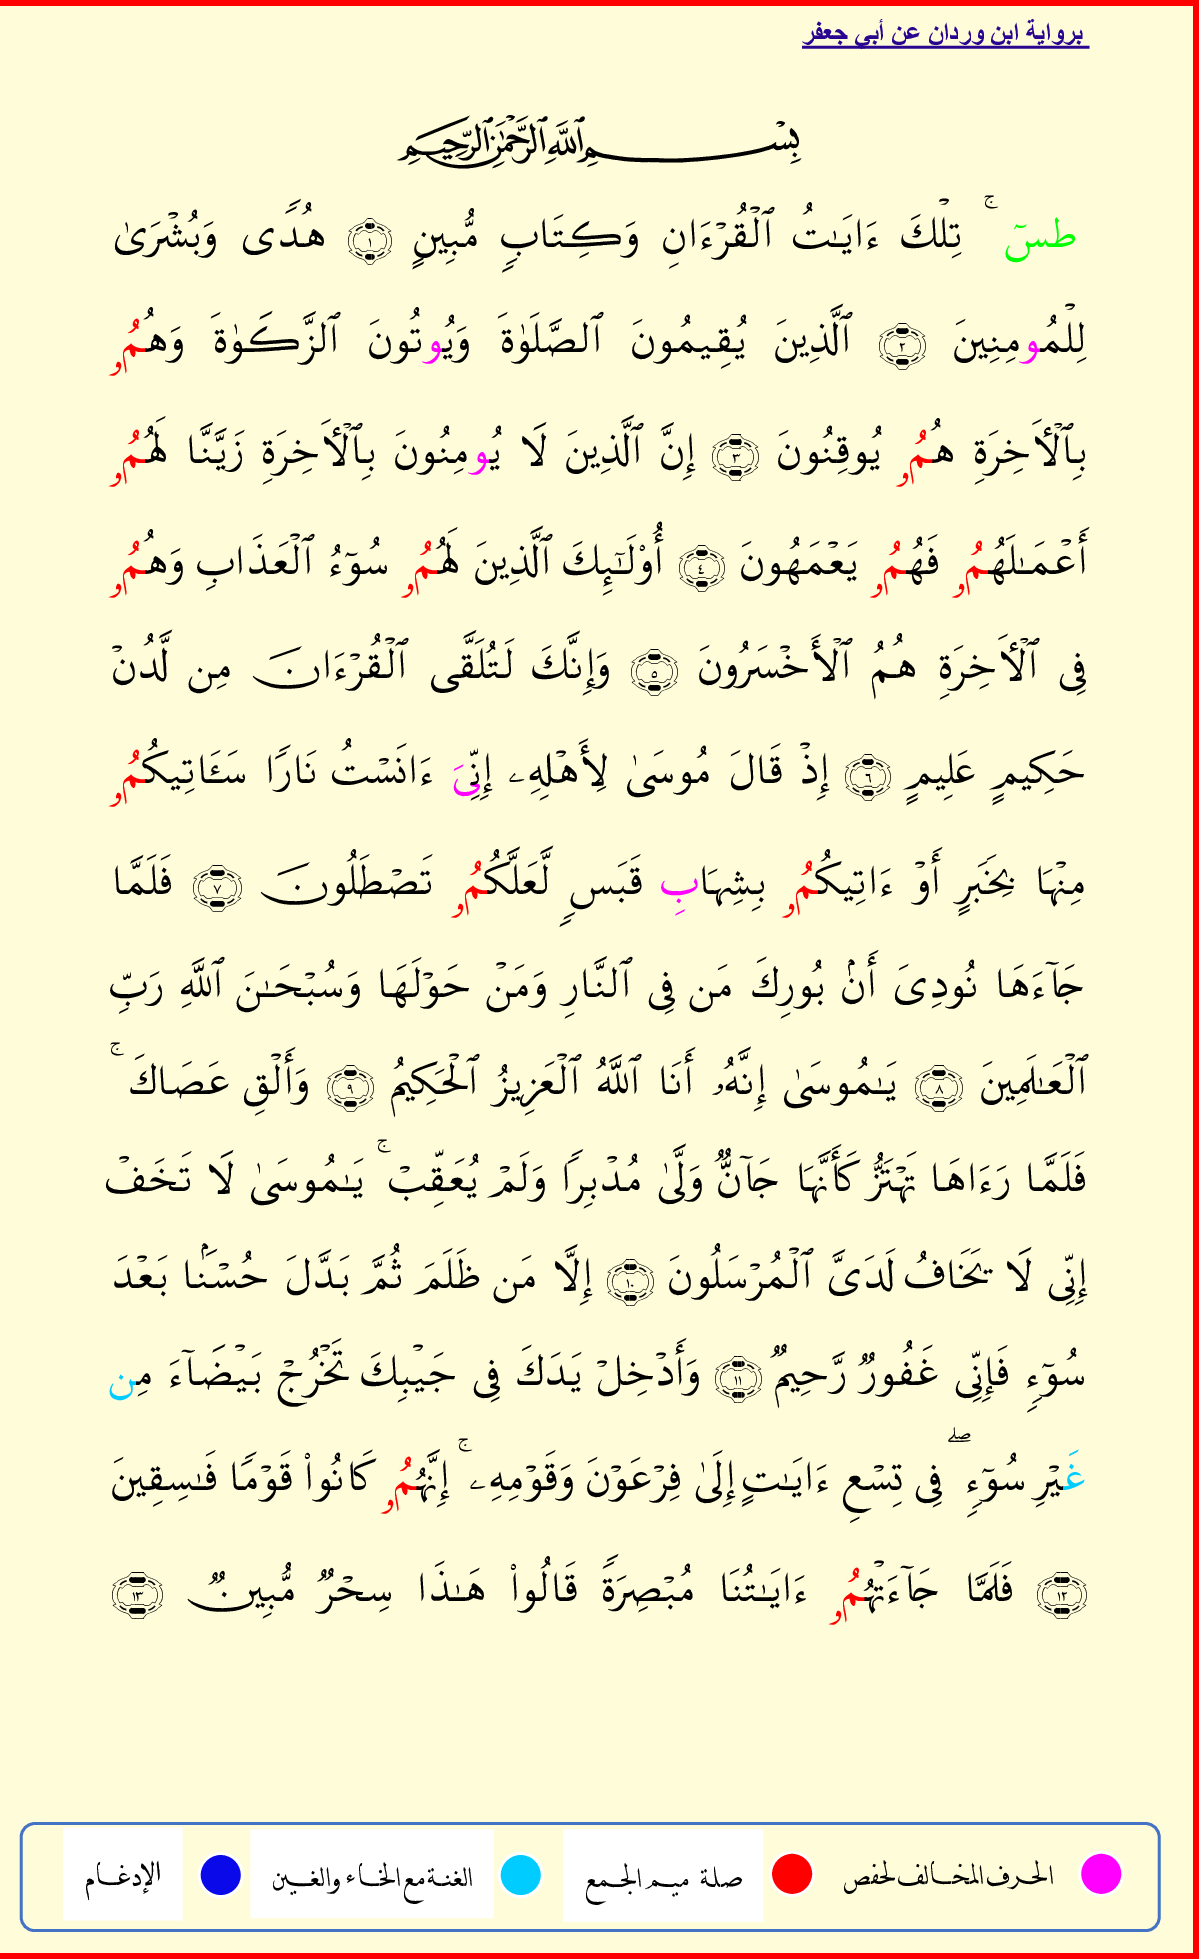 برواية ابن وردان عن أبي جعفر
بِسْمِ ٱللَّهِ ٱلرَّحْمَٰنِ ٱلرَّحِيمِ
طسٓ ۚ تِلْكَ ءَايَـٰتُ ٱلْقُرْءَانِ وَكِتَابٍ مُّبِينٍ ١ هُدًى وَبُشْرَىٰ
لِلْمُومِنِينَ ٢ ٱلَّذِينَ يُقِيمُونَ ٱلصَّلَوٰةَ وَيُوتُونَ ٱلزَّكَوٰةَ وَهُمُۥ
بِٱلْأَخِرَةِ هُمُۥ يُوقِنُونَ ٣ إِنَّ ٱلَّذِينَ لَا يُومِنُونَ بِٱلْأَخِرَةِ زَيَّنَّا لَهُمُۥ
أَعْمَـٰلَهُمُۥ فَهُمُۥ يَعْمَهُونَ ٤ أُوْلَـٰٓئِكَ ٱلَّذِينَ لَهُمُۥ سُوٓءُ ٱلْعَذَابِ وَهُمُۥ
فِى ٱلْأَخِرَةِ هُمُ ٱلْأَخْسَرُونَ ٥ وَإِنَّكَ لَتُلَقَّى ٱلْقُرْءَانَ مِن لَّدُنْ
حَكِيمٍ عَلِيمٍ ٦ إِذْ قَالَ مُوسَىٰ لِأَهْلِهِۦ إِنِّىَ ءَانَسْتُ نَارًا سَـَٔاتِيكُمُۥ
مِنْهَا بِخَبَرٍ أَوْ ءَاتِيكُمُۥ بِشِهَابِ قَبَسٍ لَّعَلَّكُمُۥ تَصْطَلُونَ ٧ فَلَمَّا
جَآءَهَا نُودِىَ أَنۢ بُورِكَ مَن فِى ٱلنَّارِ وَمَنْ حَوْلَهَا وَسُبْحَـٰنَ ٱللَّهِ رَبِّ
ٱلْعَـٰلَمِينَ ٨ يَـٰمُوسَىٰ إِنَّهُۥ أَنَا ٱللَّهُ ٱلْعَزِيزُ ٱلْحَكِيمُ ٩ وَأَلْقِ عَصَاكَ ۚ
فَلَمَّا رَءَاهَا تَهْتَزُّ كَأَنَّهَا جَآنٌّ وَلَّىٰ مُدْبِرًا وَلَمْ يُعَقِّبْ ۚ يَـٰمُوسَىٰ لَا تَخَفْ
إِنِّى لَا يَخَافُ لَدَىَّ ٱلْمُرْسَلُونَ ١٠ إِلَّا مَن ظَلَمَ ثُمَّ بَدَّلَ حُسْنَۢا بَعْدَ
سُوٓءٍ فَإِنِّى غَفُورٌ رَّحِيمٌ ١١ وَأَدْخِلْ يَدَكَ فِى جَيْبِكَ تَخْرُجْ بَيْضَآءَ مِن
غَيْرِ سُوٓءٍ ۖ فِى تِسْعِ ءَايَـٰتٍ إِلَىٰ فِرْعَوْنَ وَقَوْمِهِۦ ۚ إِنَّهُمُۥ كَانُوا۟ قَوْمًا فَـٰسِقِينَ
١٢ فَلَمَّا جَآءَتْهُمُۥ ءَايَـٰتُنَا مُبْصِرَةً قَالُوا۟ هَـٰذَا سِحْرٌ مُّبِينٌ ١٣
الحرف المخالف لحفص صلة ميم الجمع الغنة مع الخاء والغين الإدغام